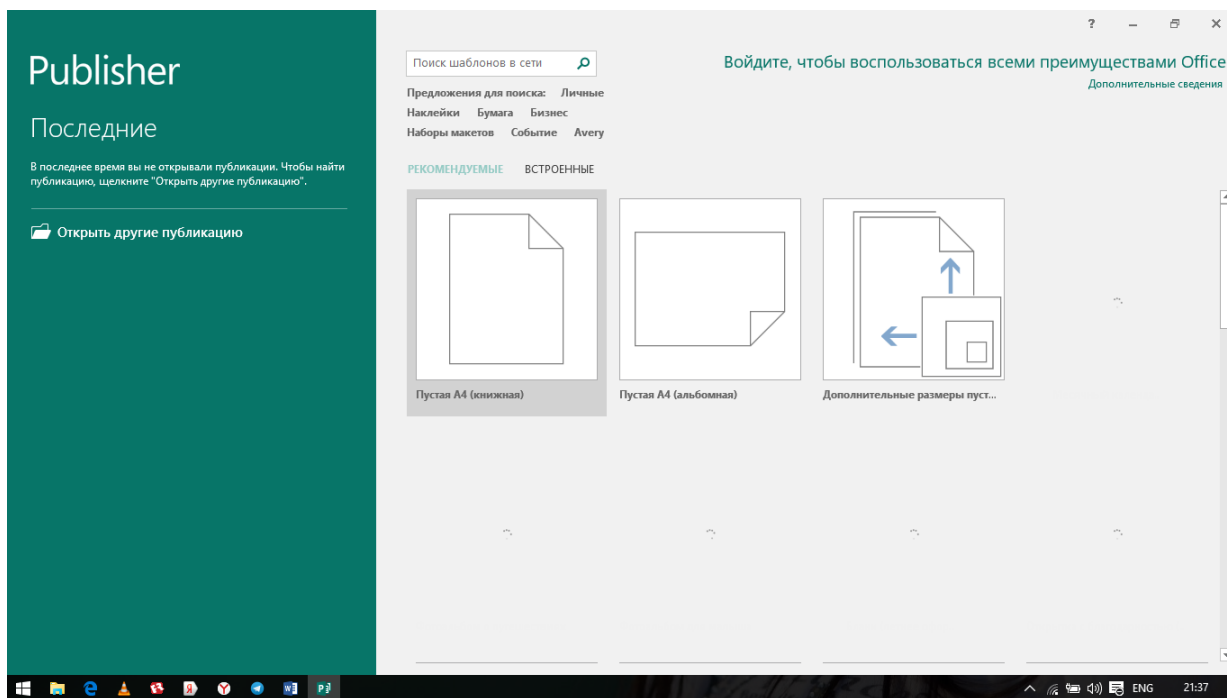 Publisher
Последние
В последнее время вы не открывали публикации. Чтобы найти
публикацию, щелкните "Открыть другие публикацию".
Открыть другие публикацию
?
Поиск шаблонов в сети
Войдите, чтобы воспользоваться всеми преимуществами Office
Дополнительные сведения
Предложения для поиска: Личные
Наклейки Бумага Бизнес
Наборы макетов Событие Avery
РЕКОМЕНДУЕМЫЕ ВСТРОЕННЫЕ
Пустая А4 (книжная)
Пустая А4 (альбомная)
Дополнительные размеры пуст...
ENG 21:37